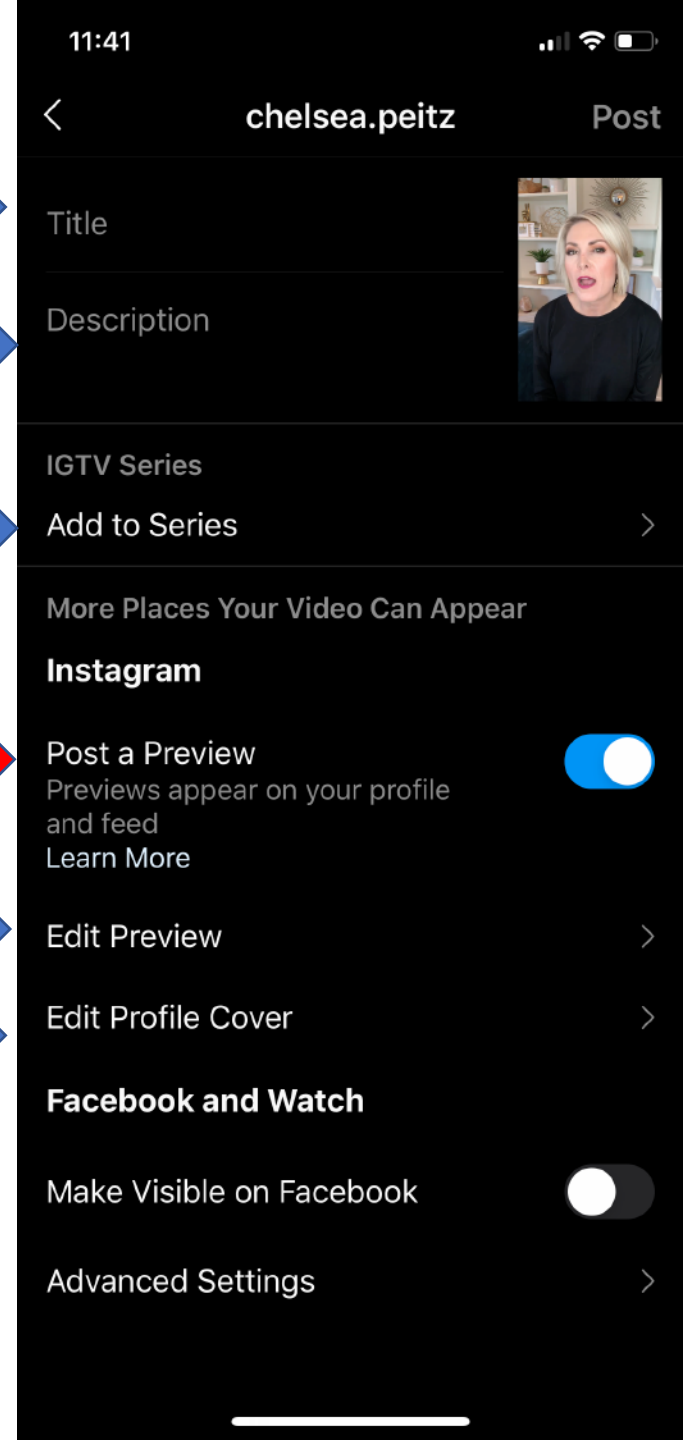 11:41
chelsea.peitz
Post
Title
Description
IGTV Series
Add to Series
More Places Your Video Can Appear
Instagram
Post a Preview
Previews appear on your profile
and feed
Learn More
Edit Preview
Edit Profile Cover
Facebook and Watch
Make Visible on Facebook
Advanced Settings